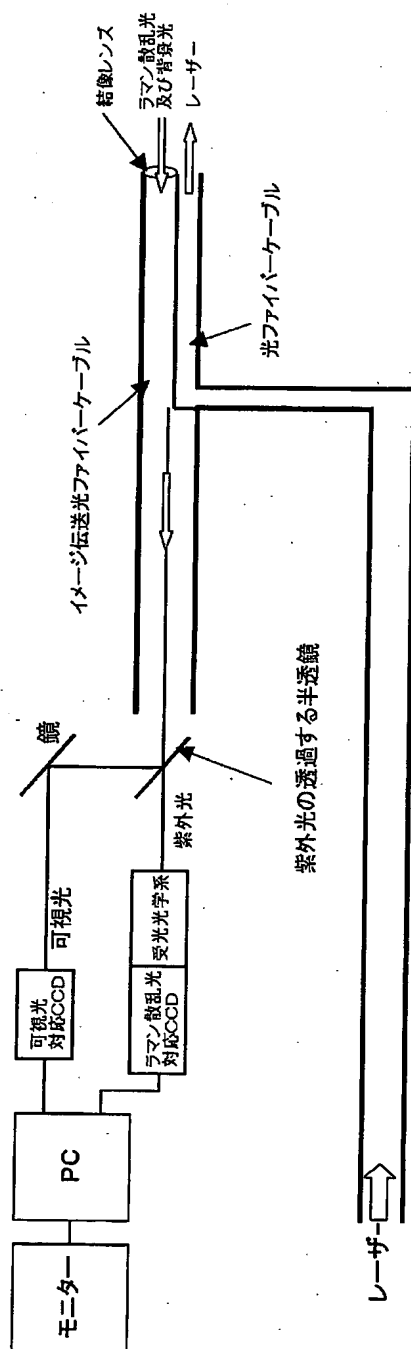 モニター
PC
可視光
対応CCD
ラマン散乱光
対応CCD
受光光学系
可視光
鏡
紫外光
紫外光の透過する半透鏡
イメージ伝送光ファイバーケーブル
光ファイバーケーブル
結像レンズ
ラマン散乱光
及び背景光
レーザー
レーザー